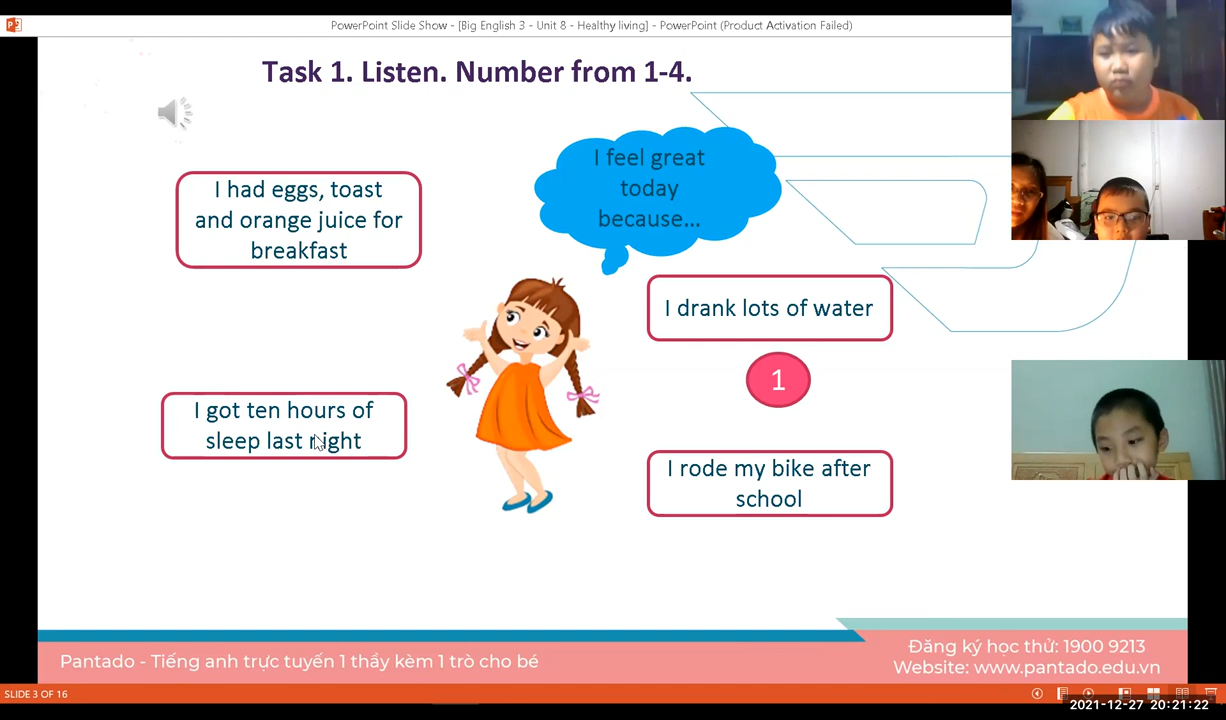 PowerPoint Slide Show - [Big English 3 - Unit 8 - Healthy living] - PowerPoint (Product Activation Failed)
Task 1. Listen. Number from 1-4.
I feel great
today
because...
I had eggs, toast
and orange juice for
breakfast
I drank lots of water
1
I got ten hours of
sleep last night
I rode my bike after
school
Pantado - Tiếng anh trực tuyến 1 thầy kèm 1 trò cho bé
Đăng ký học thử: 1900 9213
Website: www.pantado.edu.vn
SLIDE 3 OF 16
2021-12-27 20:21:22